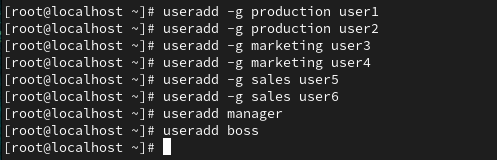 [root@localhost ~]# useradd -g production user1
[root@localhost ~]# useradd -g production user2
[root@localhost ~]# useradd -g marketing user3
[root@localhost ~]# useradd -g marketing user4
[root@localhost ~]# useradd -g sales user5
[root@localhost ~]# useradd -g sales user6
[root@localhost ~]# useradd manager
[root@localhost ~]# useradd boss
[root@localhost ~]#